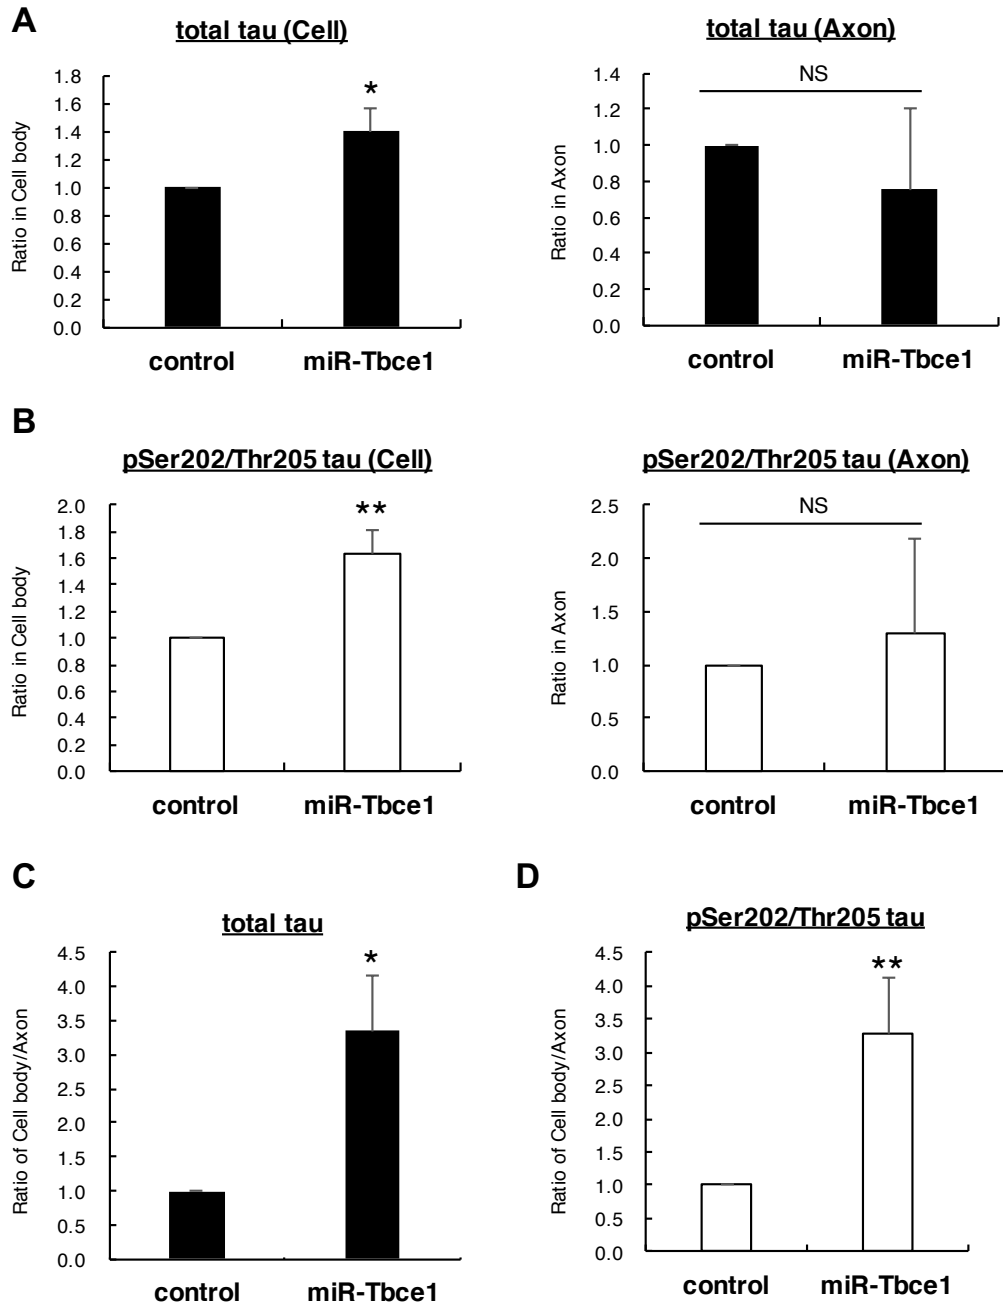 A
total tau (Cell)
Ratio in Cell body
1.8
1.6
1.4
1.2
1.0
0.8
0.6
0.4
0.2
0.0
*
control
miR-Tbce1
total tau (Axon)
Ratio in Axon
1.4
1.2
1.0
0.8
0.6
0.4
0.2
0.0
NS
control
miR-Tbce1
B
pSer202/Thr205 tau (Cell)
Ratio in Cell body
2.0
1.8
1.6
1.4
1.2
1.0
0.8
0.6
0.4
0.2
0.0
**
control
miR-Tbce1
pSer202/Thr205 tau (Axon)
Ratio in Axon
2.5
2.0
1.5
1.0
0.5
0.0
NS
control
miR-Tbce1
C
total tau
Ratio of Cell body/Axon
4.5
4.0
3.5
3.0
2.5
2.0
1.5
1.0
0.5
0.0
*
control
miR-Tbce1
D
pSer202/Thr205 tau
Ratio of Cell body/Axon
4.5
4.0
3.5
3.0
2.5
2.0
1.5
1.0
0.5
0.0
**
control
miR-Tbce1